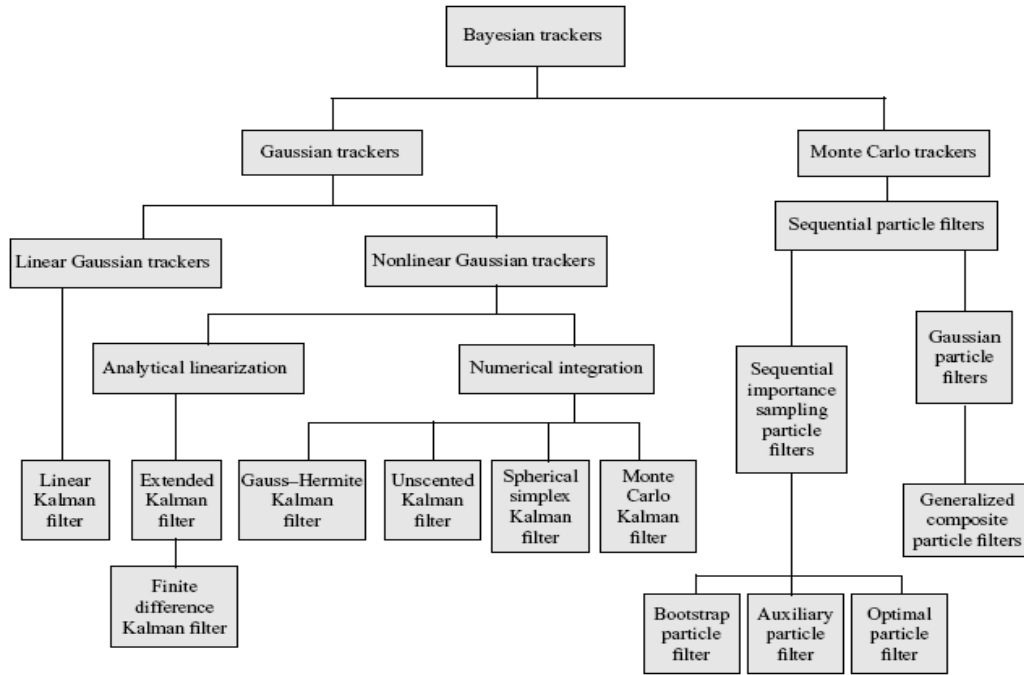 Bayesian trackers
Gaussian trackers
Monte Carlo trackers
Sequential particle filters
Linear Gaussian trackers
Nonlinear Gaussian trackers
Analytical linearization
Numerical integration
Sequential
importance
sampling
particle
filters
Gaussian
particle
filters
Linear
Kalman
filter
Extended
Kalman
filter
Gauss–Hermite
Kalman
filter
Unscented
Kalman
filter
Spherical
simplex
Kalman
filter
Monte
Carlo
Kalman
filter
Generalized
composite
particle filters
Finite
difference
Kalman filter
Bootstrap
particle
filter
Auxiliary
particle
filter
Optimal
particle
filter